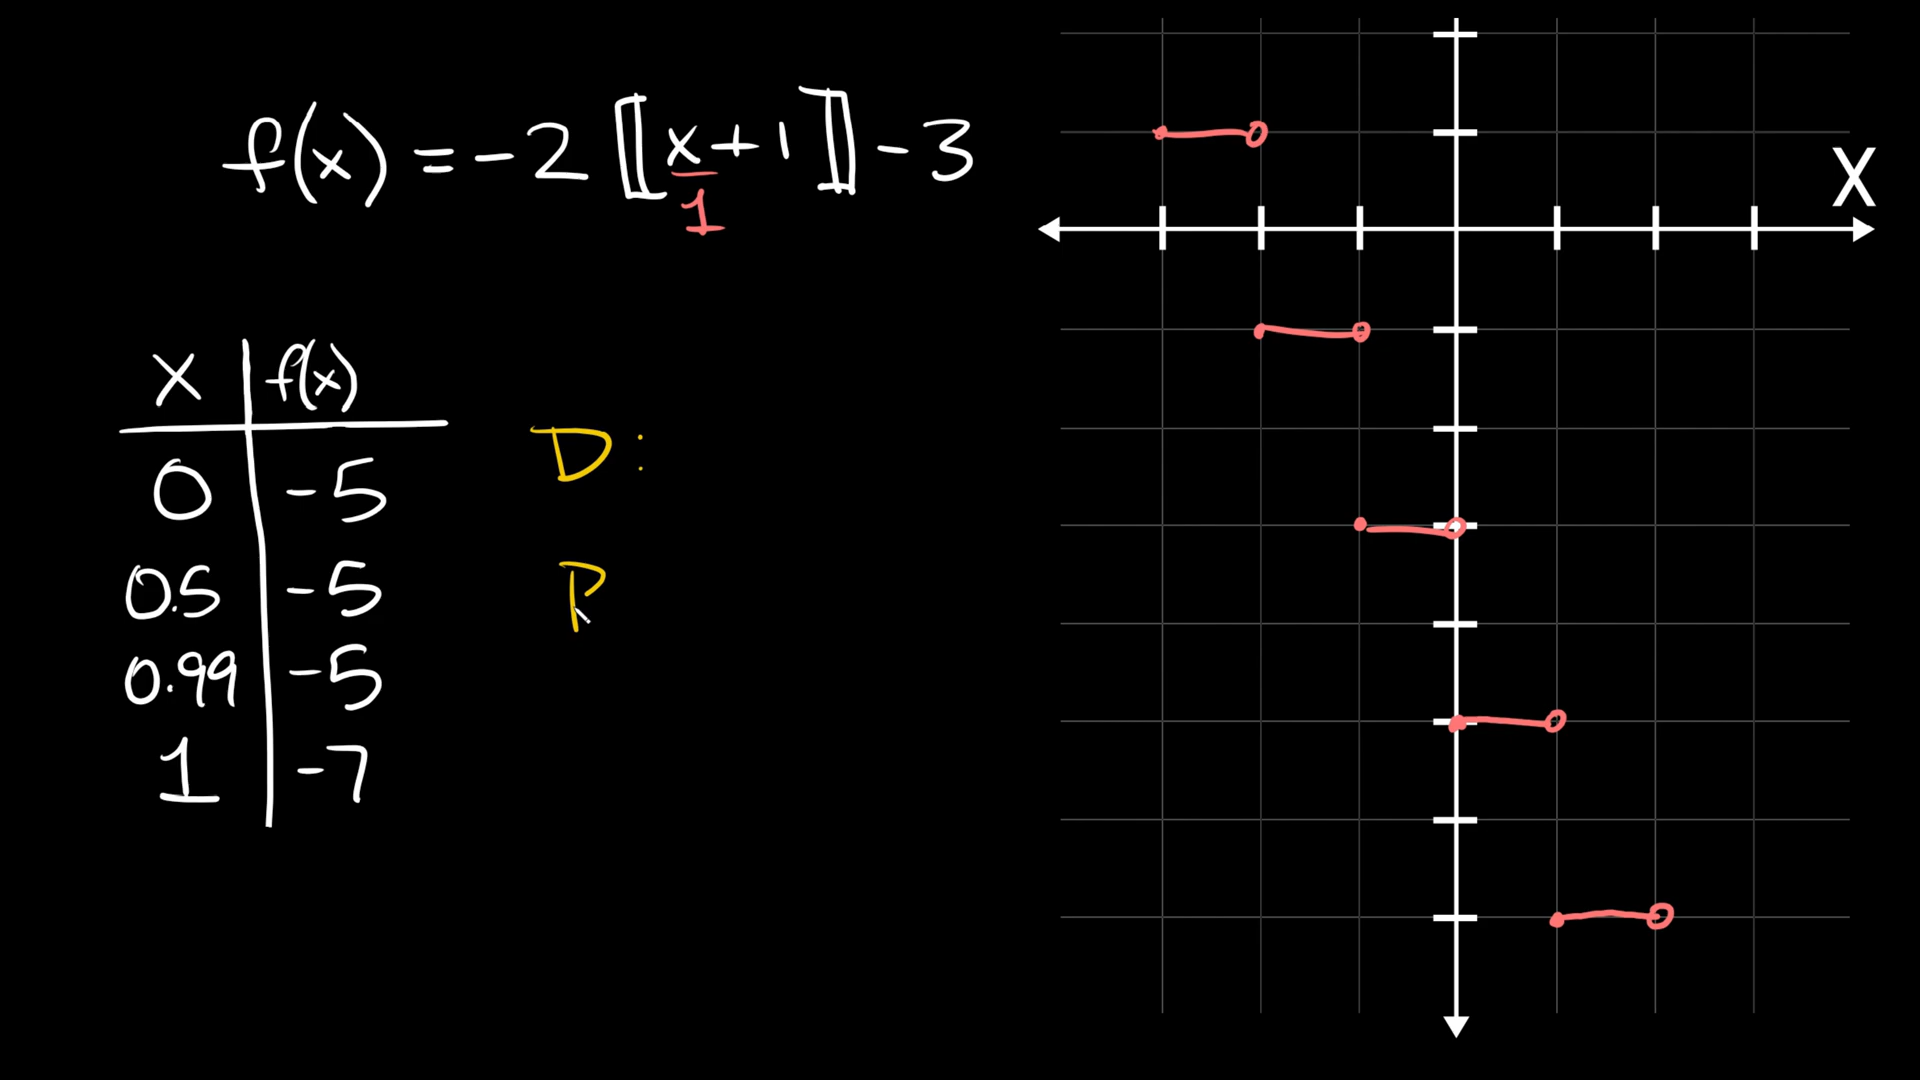 f(x) = -2 ⟦x+1⟧ - 3
1
X
x f(x)
0 -5
0.5 -5
0.99 -5
1 -7
D: